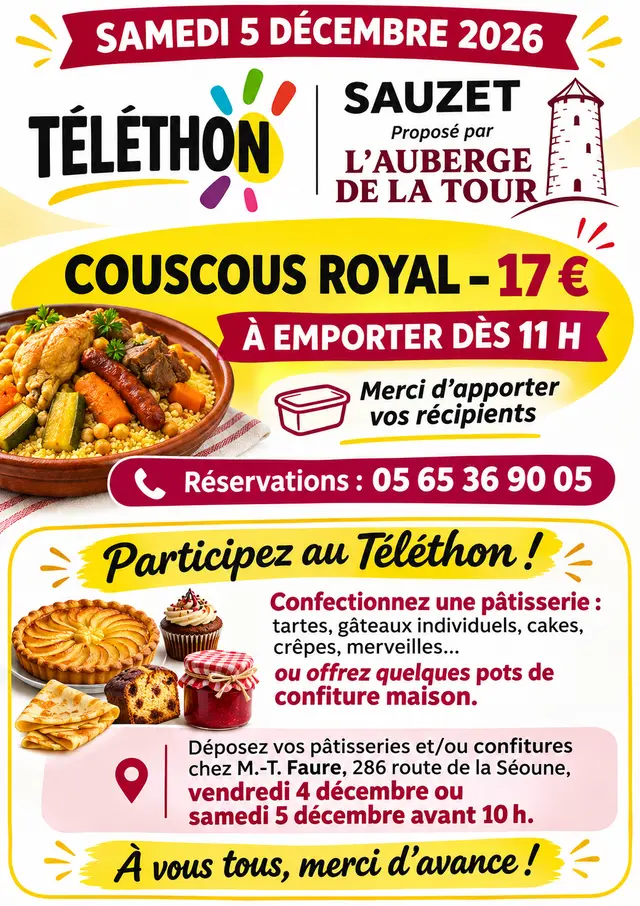 SAMEDI 5 DÉCEMBRE 2026
TÉLÉTHON
SAUZET
Proposé par
L'AUBERGE
DE LA TOUR
COUSCOUS ROYAL – 17 €
À EMPORTER DÈS 11 H
Merci d'apporter
vos récipients
Réservations : 05 65 36 90 05
Participez au Téléthon !
Confectionnez une pâtisserie :
tartes, gâteaux individuels, cakes,
crêpes, merveilles...
ou offrez quelques pots de
confiture maison.
Déposez vos pâtisseries et/ou confitures
chez M.-T. Faure, 286 route de la Séoune,
vendredi 4 décembre ou
samedi 5 décembre avant 10 h.
À vous tous, merci d'avance !